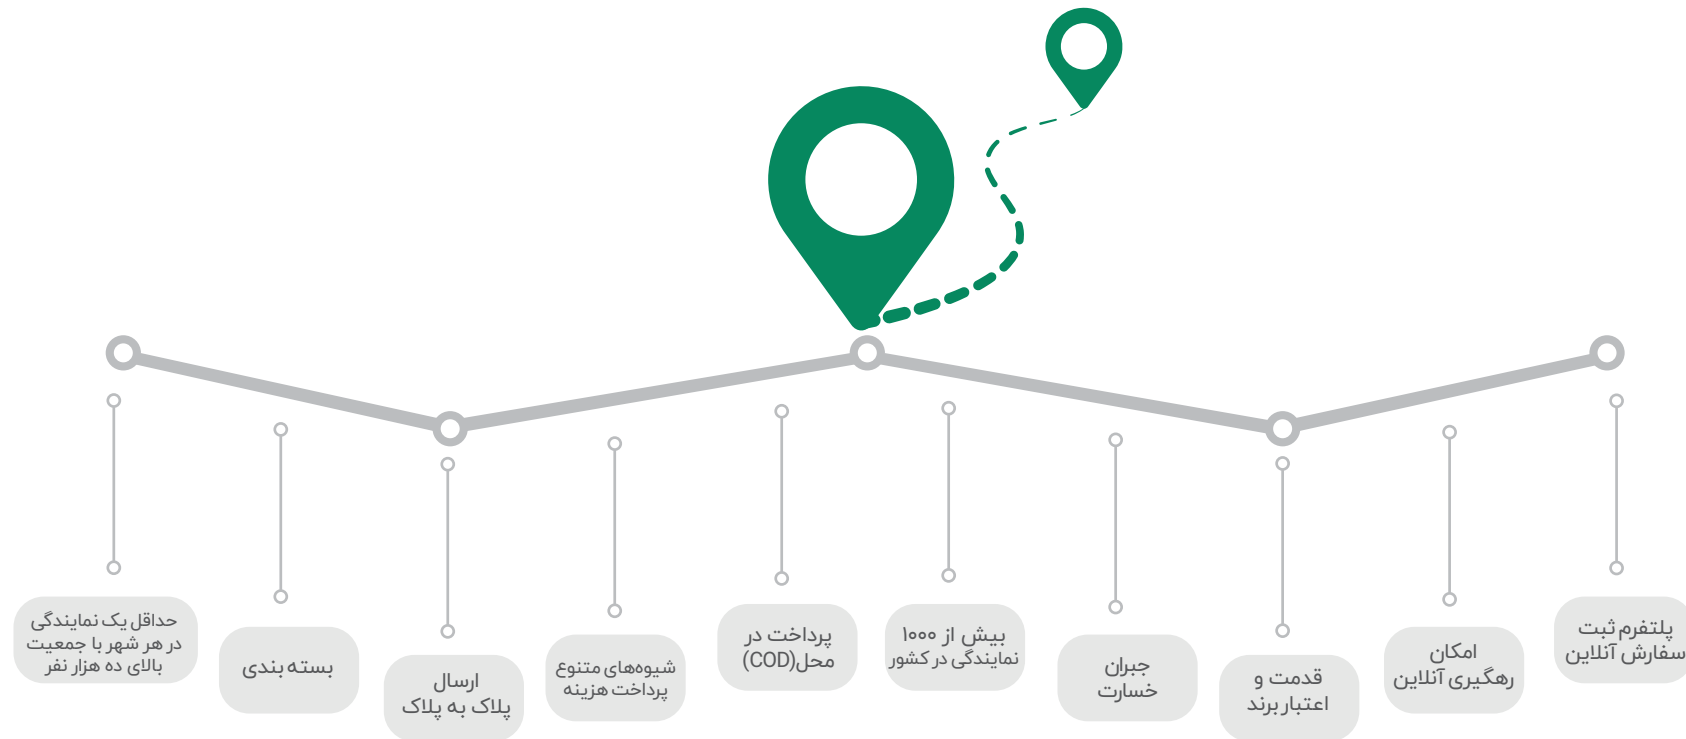 پلتفرم ثبت
سفارش آنلاین
امکان
رهگیری آنلاین
قدمت و
اعتبار برند
جبران
خسارت
بیش از ۱۰۰۰
نمایندگی در کشور
پرداخت در
محل(COD)
شیوه‌های متنوع
پرداخت هزینه
ارسال
پلاک به پلاک
بسته بندی
حداقل یک نمایندگی
در هر شهر با جمعیت
بالای ده هزار نفر